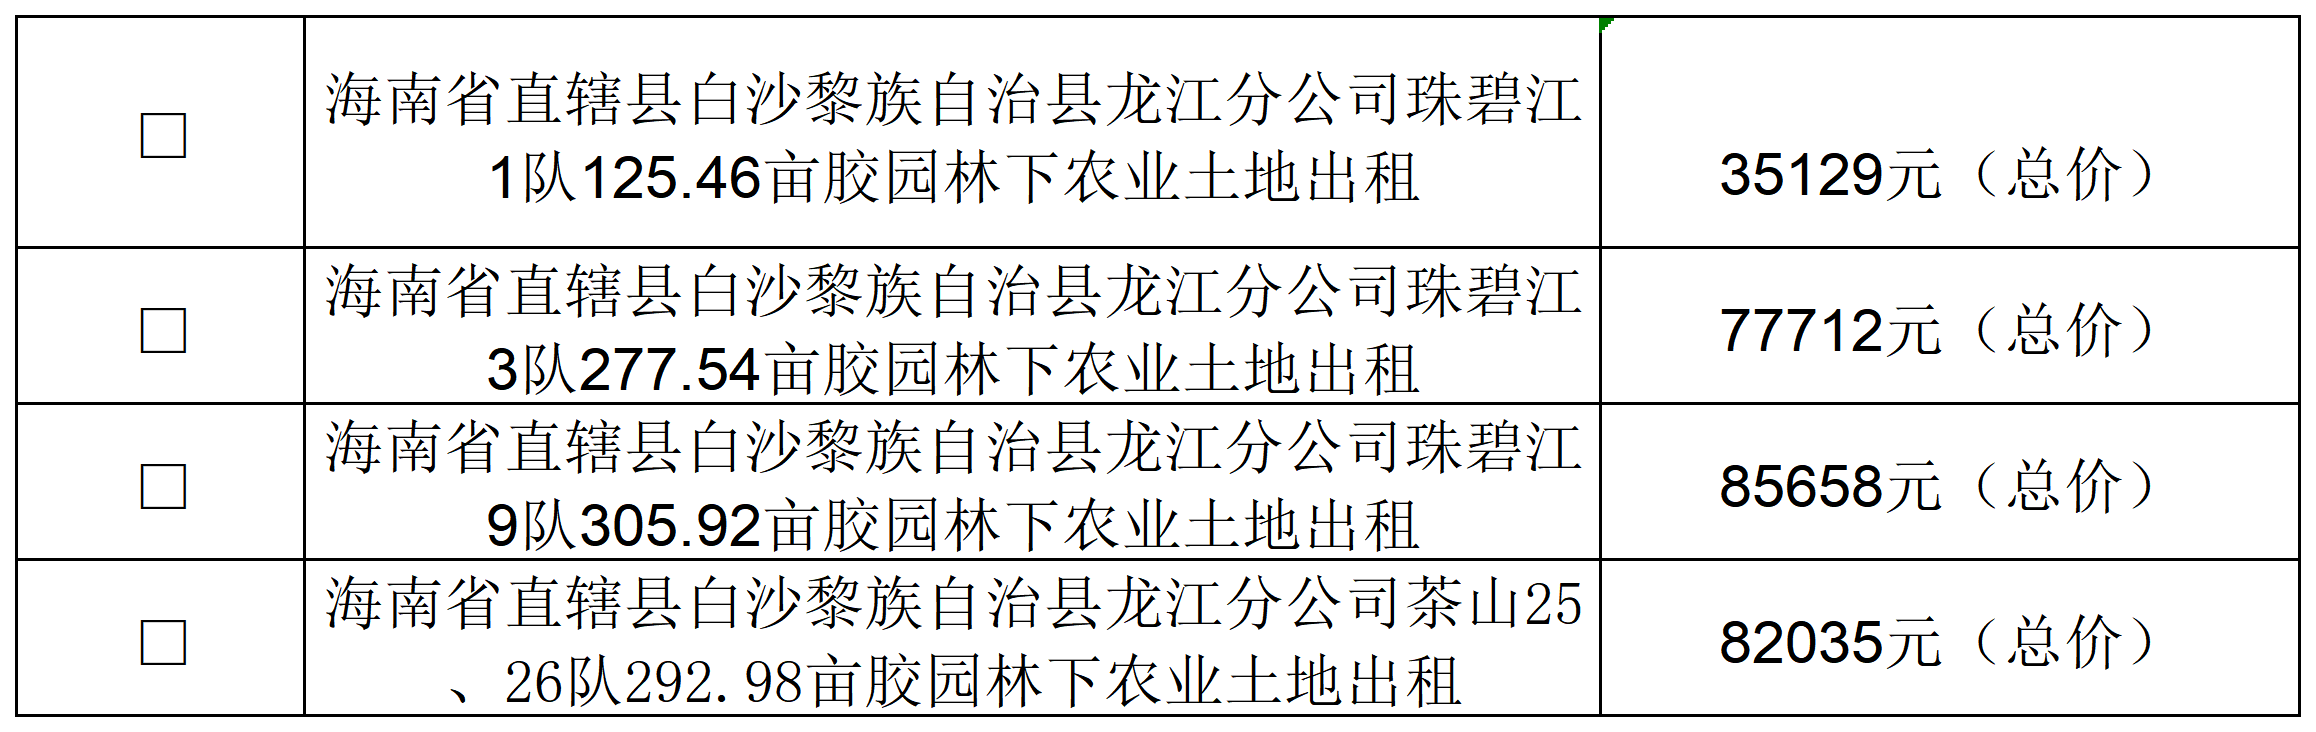 □
海南省直辖县白沙黎族自治县龙江分公司珠碧江
1队125.46亩胶园林下农业土地出租
35129元（总价）
□
海南省直辖县白沙黎族自治县龙江分公司珠碧江
3队277.54亩胶园林下农业土地出租
77712元（总价）
□
海南省直辖县白沙黎族自治县龙江分公司珠碧江
9队305.92亩胶园林下农业土地出租
85658元（总价）
□
海南省直辖县白沙黎族自治县龙江分公司茶山25
、26队292.98亩胶园林下农业土地出租
82035元（总价）